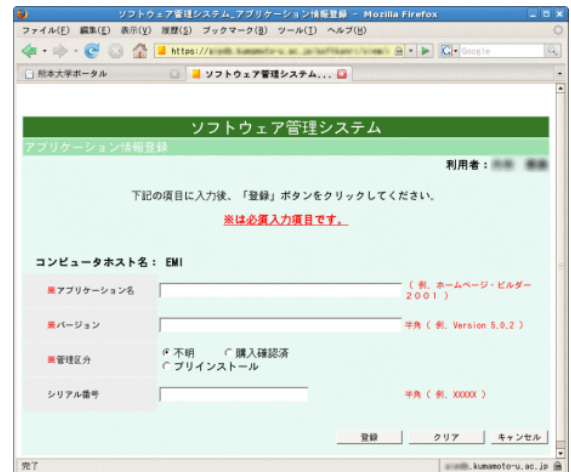 ソフトウェア管理システム_アプリケーション情報登録 - Mozilla Firefox
ファイル(F) 編集(E) 表示(V) 履歴(S) ブックマーク(B) ツール(T) ヘルプ(H)
https://
Google
熊本大学ポータル ソフトウェア管理システム...
ソフトウェア管理システム
アプリケーション情報登録
利用者:
下記の項目に入力後、「登録」ボタンをクリックしてください。
※は必須入力項目です。
コンピュータホスト名: EMI
※アプリケーション名 ( 例. ホームページ・ビルダー
2001 )
※バージョン 半角 ( 例. Version 5.0.2 )
※管理区分 不明 購入確認済
プリインストール
シリアル番号 半角 ( 例. XXXXX )
登録 クリア キャンセル
完了 .kumamoto-u.ac.jp